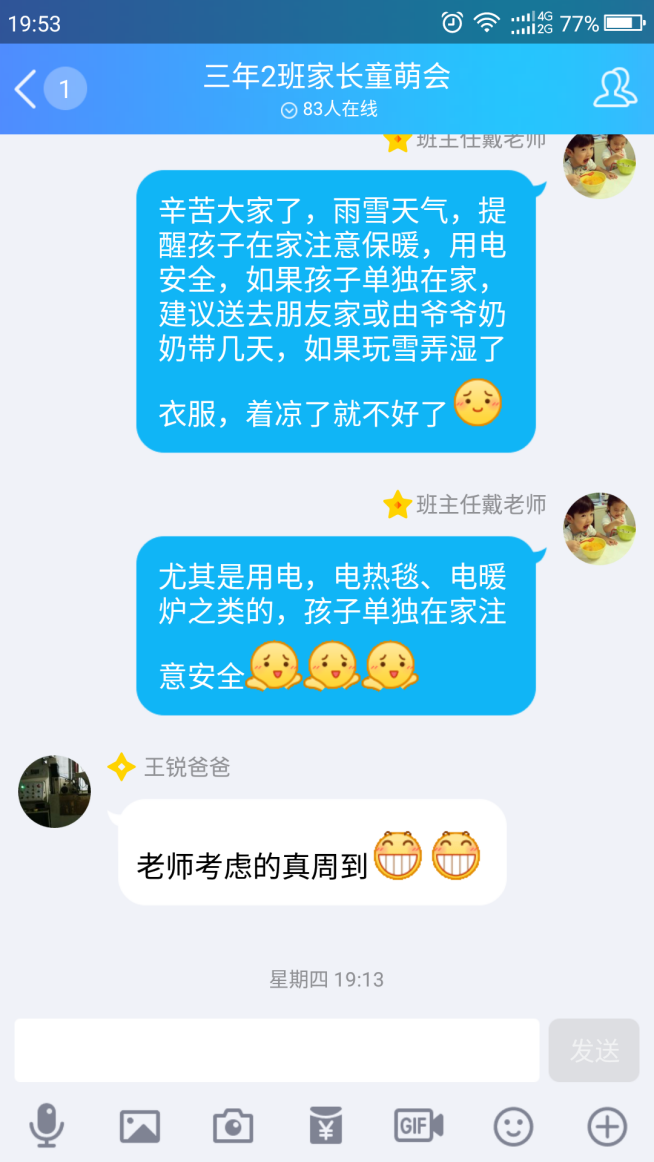 19:53
4G
2G
77%
1
三年2班家长童萌会
83人在线
班主任戴老师
辛苦大家了，雨雪天气，提
醒孩子在家注意保暖，用电
安全，如果孩子单独在家，
建议送去朋友家或由爷爷奶
奶带几天，如果玩雪弄湿了
衣服，着凉了就不好了
班主任戴老师
尤其是用电，电热毯、电暖
炉之类的，孩子单独在家注
意安全
王锐爸爸
老师考虑的真周到
星期四 19:13
发送
¥
GIF